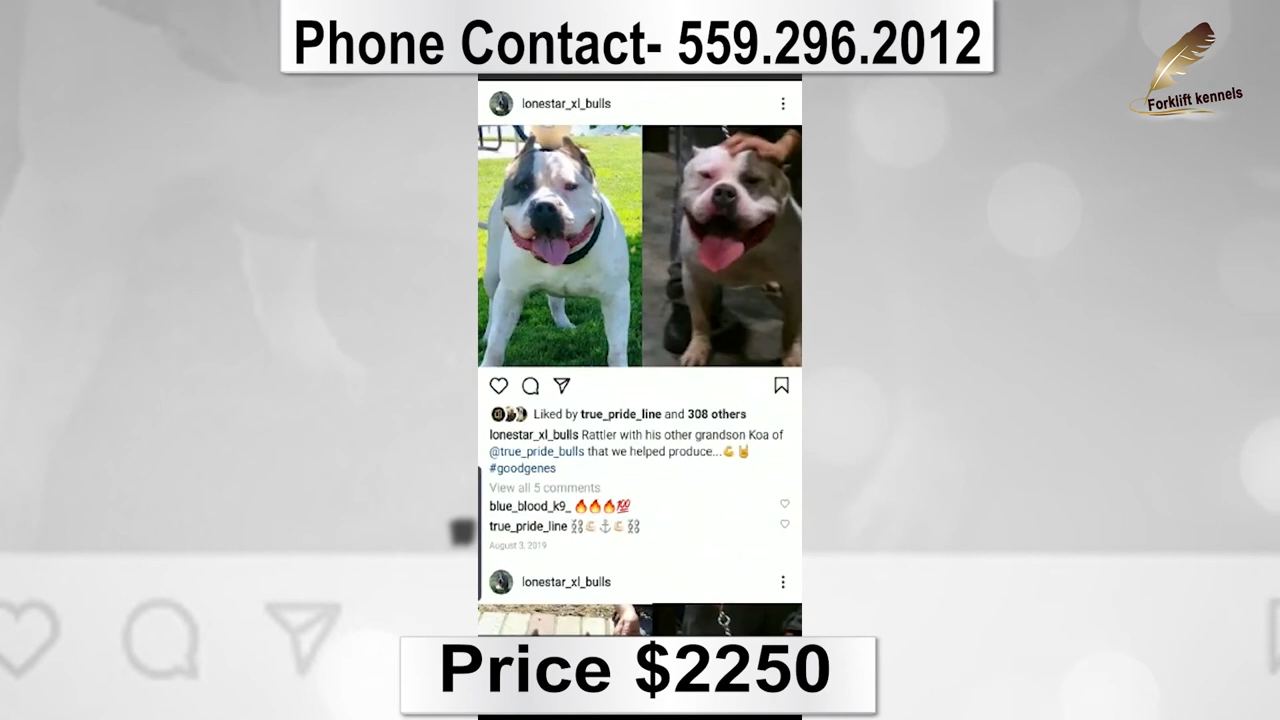 Phone Contact- 559.296.2012
Forklift kennels
lonestar_xl_bulls
Liked by true_pride_line and 308 others
lonestar_xl_bulls Rattler with his other grandson Koa of
@true_pride_bulls that we helped produce...💪🤘
#goodgenes
View all 5 comments
blue_blood_k9_ 🔥🔥🔥💯
true_pride_line ⛓💪🏻⚓💪🏻⛓
August 3, 2019
lonestar_xl_bulls
Price $2250